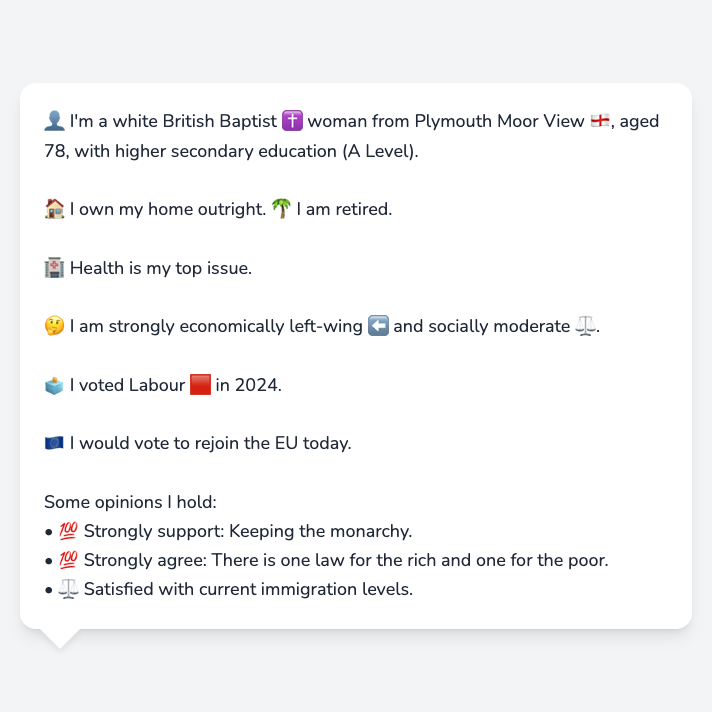 👤 I'm a white British Baptist ✝️ woman from Plymouth Moor View 🏴󠁧󠁢󠁥󠁮󠁧󠁿, aged
78, with higher secondary education (A Level).
🏠 I own my home outright. 🌴 I am retired.
🏥 Health is my top issue.
🤔 I am strongly economically left-wing ⬅️ and socially moderate ⚖️.
🗳️ I voted Labour 🟥 in 2024.
🇪🇺 I would vote to rejoin the EU today.
Some opinions I hold:
• 💯 Strongly support: Keeping the monarchy.
• 💯 Strongly agree: There is one law for the rich and one for the poor.
• ⚖️ Satisfied with current immigration levels.